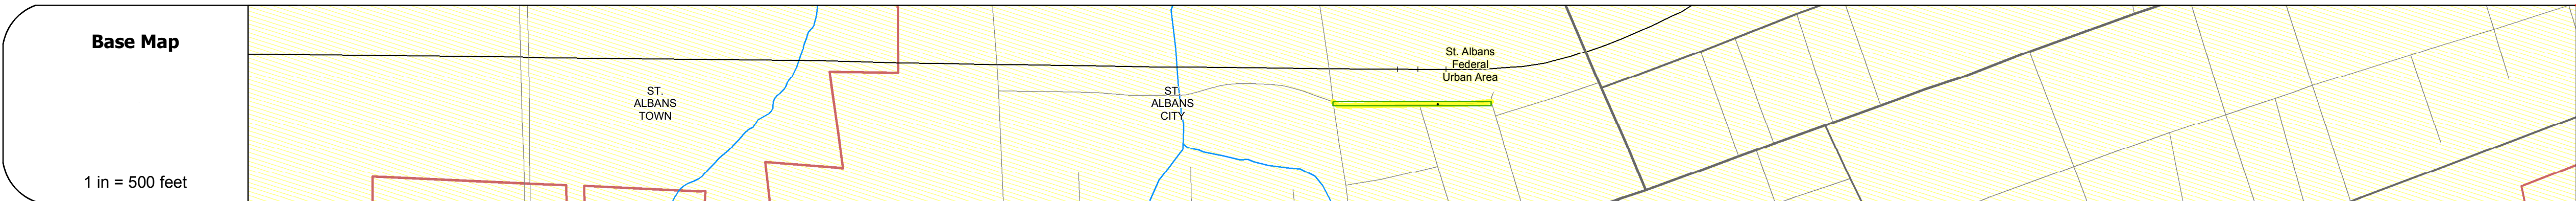 Base Map
1 in = 500 feet
ST.
ALBANS
TOWN
ST.
ALBANS
CITY
St. Albans
Federal
Urban Area